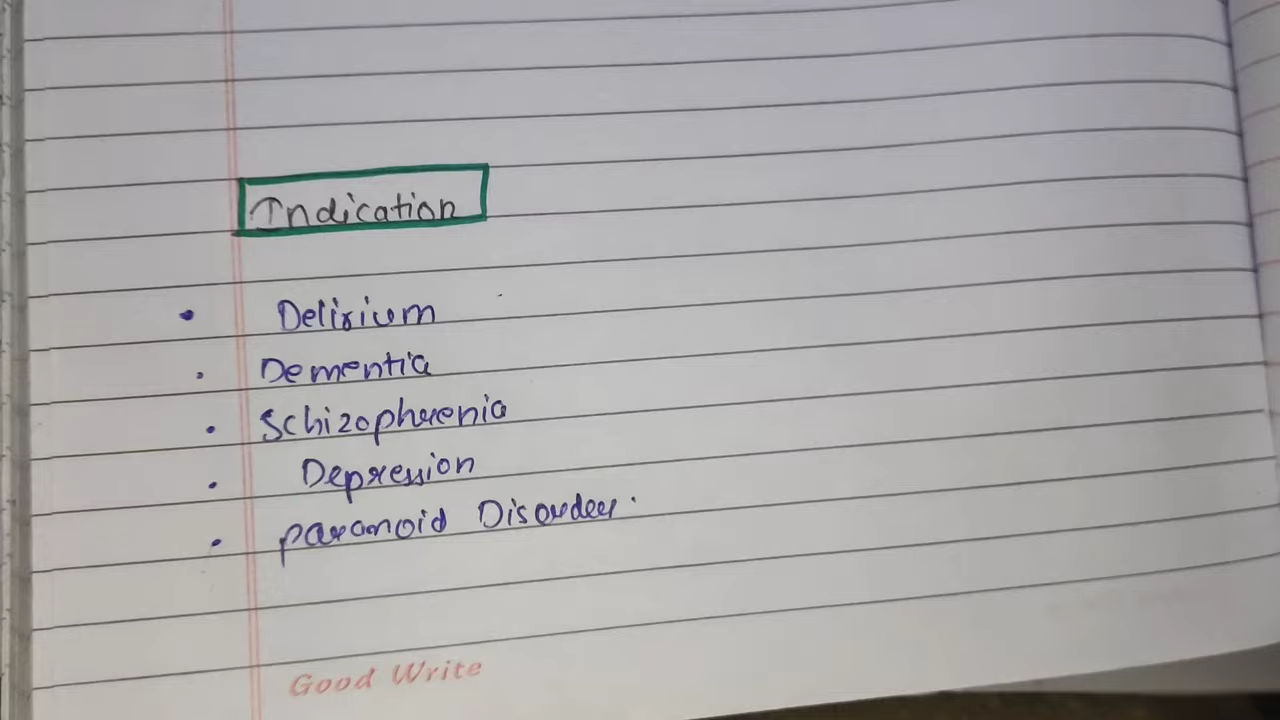 Indication
• Delirium
• Dementia
• Schizophrenia
• Depression
• paranoid Disorder.
Good Write